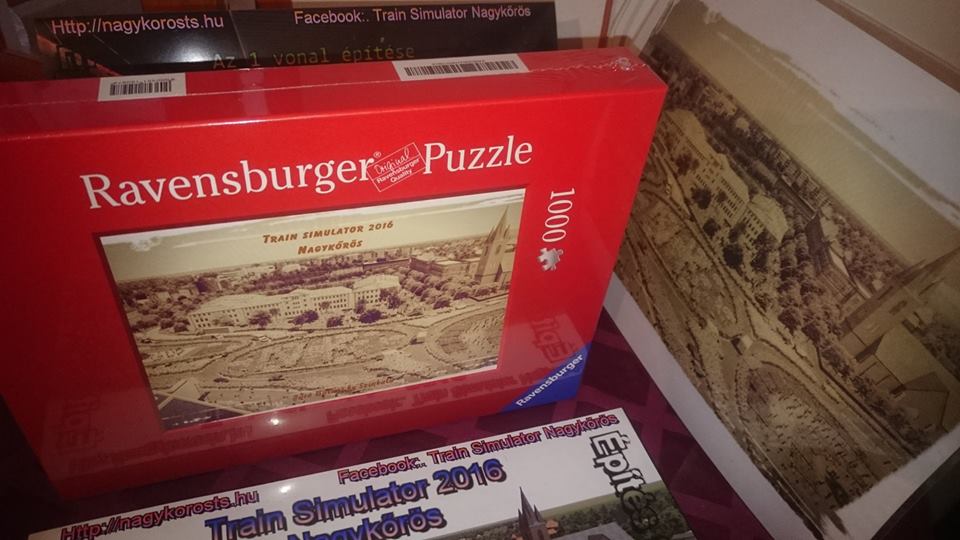 Http://nagykorosts.hu
Facebook:. Train Simulator Nagykőrös
Az 1 vonal építése
Ravensburger® Puzzle
Original
Ravensburger
Quality
1000
TRAIN SIMULATOR 2016
NAGYKŐRÖS
Ravensburger
Http://nagykorosts.hu
Facebook:. Train Simulator Nagykőrös
Train Simulator 2016
Nagykőrös